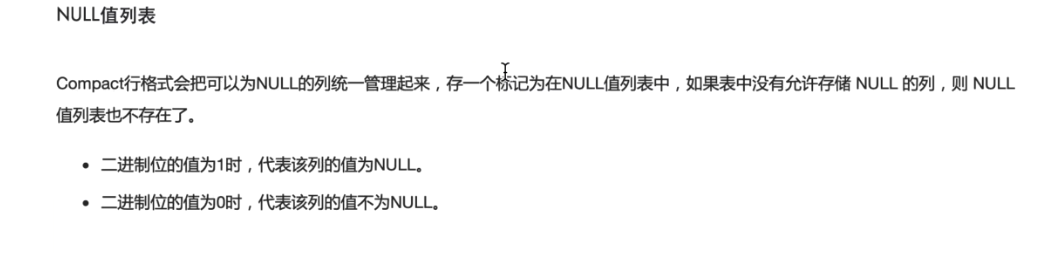 NULL值列表
Compact行格式会把可以为NULL的列统一管理起来，存一个标记为在NULL值列表中，如果表中没有允许存储 NULL 的列，则 NULL
值列表也不存在了。
• 二进制位的值为1时，代表该列的值为NULL。
• 二进制位的值为0时，代表该列的值不为NULL。